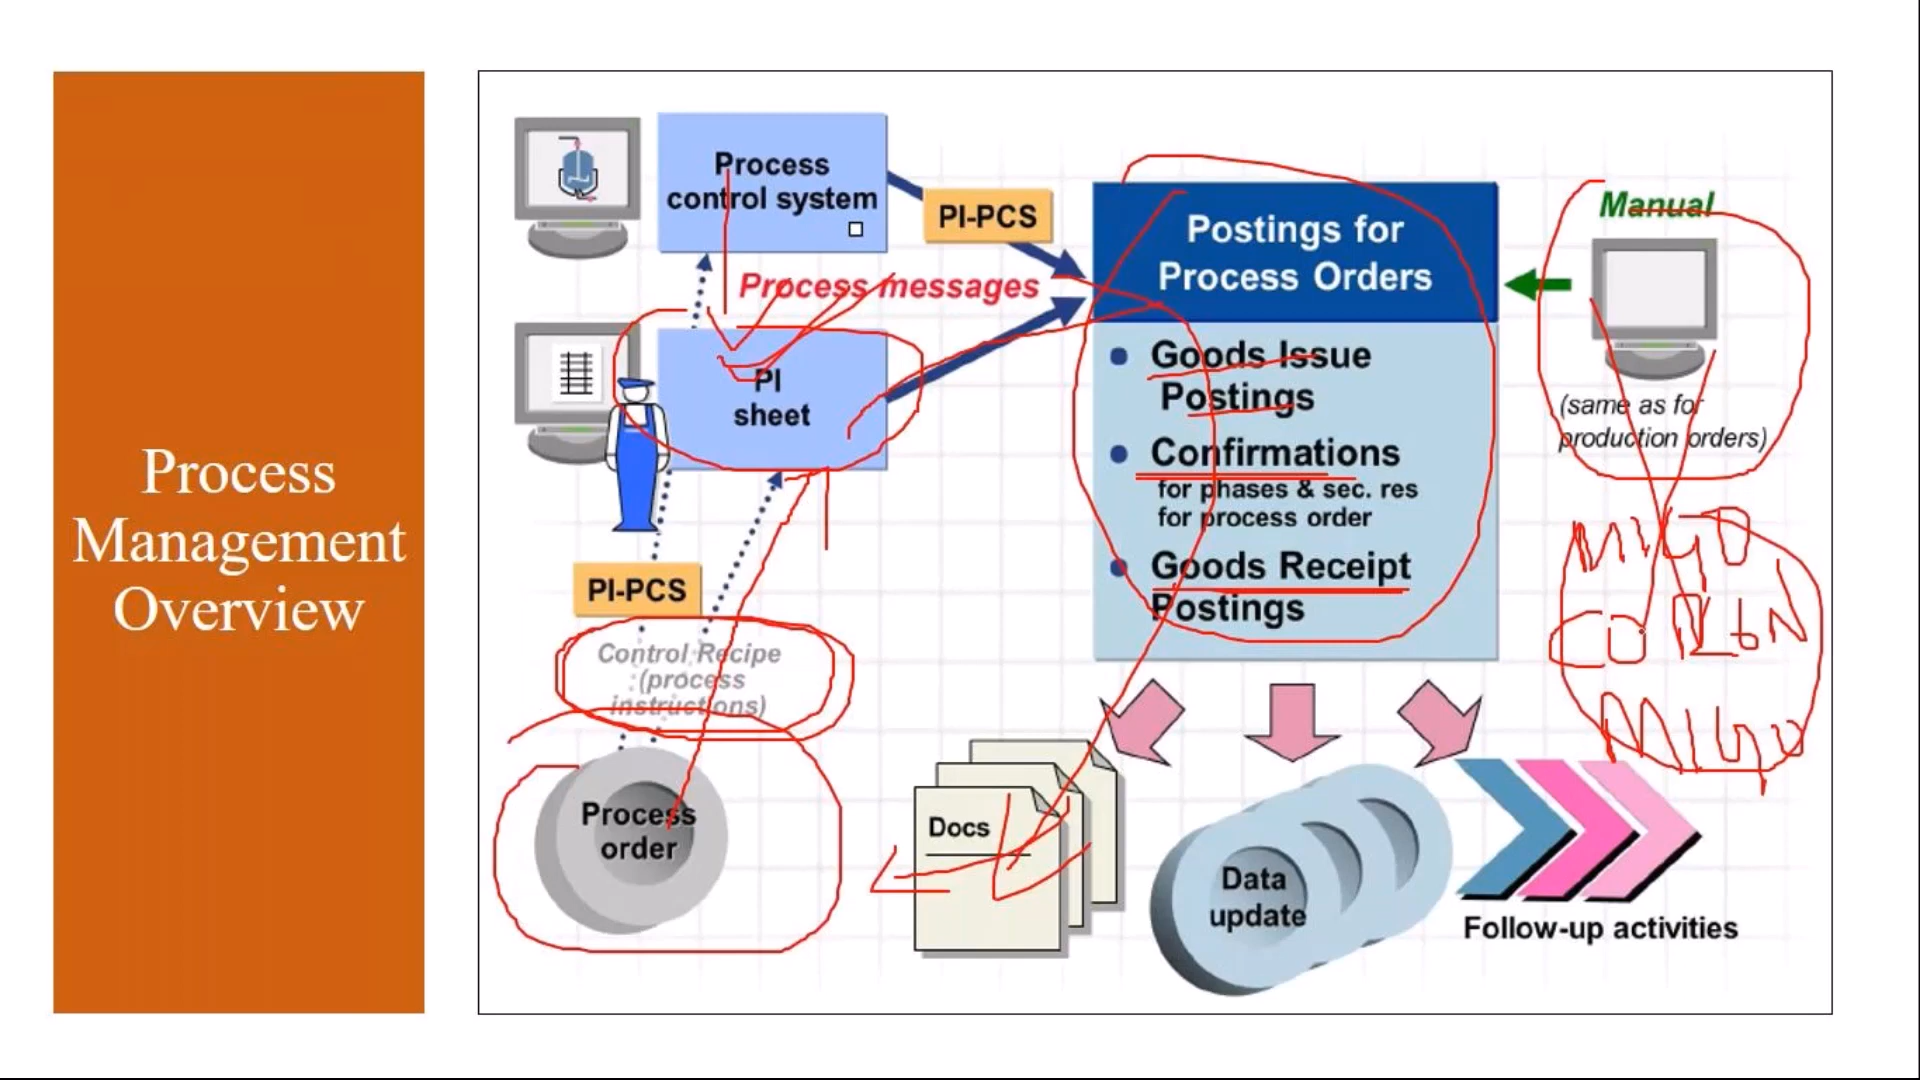 Process
Management
Overview
Process
control system
PI-PCS
Process messages
PI
sheet
PI-PCS
Control Recipe
(process
instructions)
Process
order
Postings for
Process Orders
Goods Issue
Postings
Confirmations
for phases & sec. res
for process order
Goods Receipt
Postings
Manual
(same as for
production orders)
MIGO
Docs
Data
update
Follow-up activities